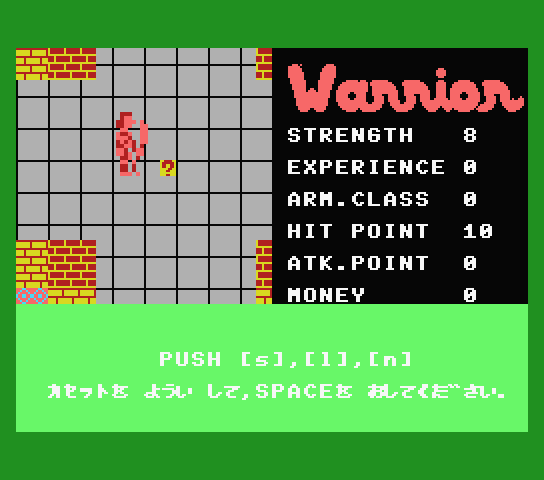 Warrior
STRENGTH 8
EXPERIENCE 0
ARM.CLASS 0
HIT POINT 10
ATK.POINT 0
MONEY 0
?
PUSH [s],[l],[n]
カセットを ようい して,SPACEを おしてください.